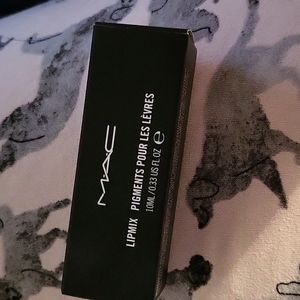 MAC
LIPMIX PIGMENTS POUR LES LÈVRES
10ML/0.33 US FL OZ ℮